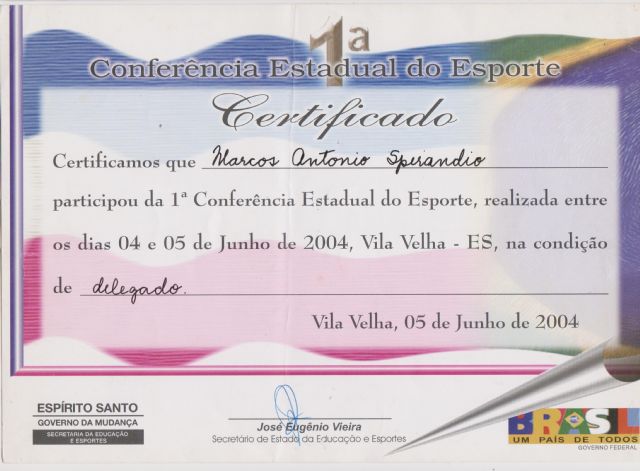 1ª
Conferência Estadual do Esporte
Certificado
Certificamos que Marcos Antonio Sperandio
participou da 1ª Conferência Estadual do Esporte, realizada entre
os dias 04 e 05 de Junho de 2004, Vila Velha - ES, na condição
de delegado.
Vila Velha, 05 de Junho de 2004
ESPÍRITO SANTO
GOVERNO DA MUDANÇA
SECRETARIA DA EDUCAÇÃO
E ESPORTES
José Eugênio Vieira
Secretário de Estado da Educação e Esportes
BRASIL
UM PAÍS DE TODOS
GOVERNO FEDERAL